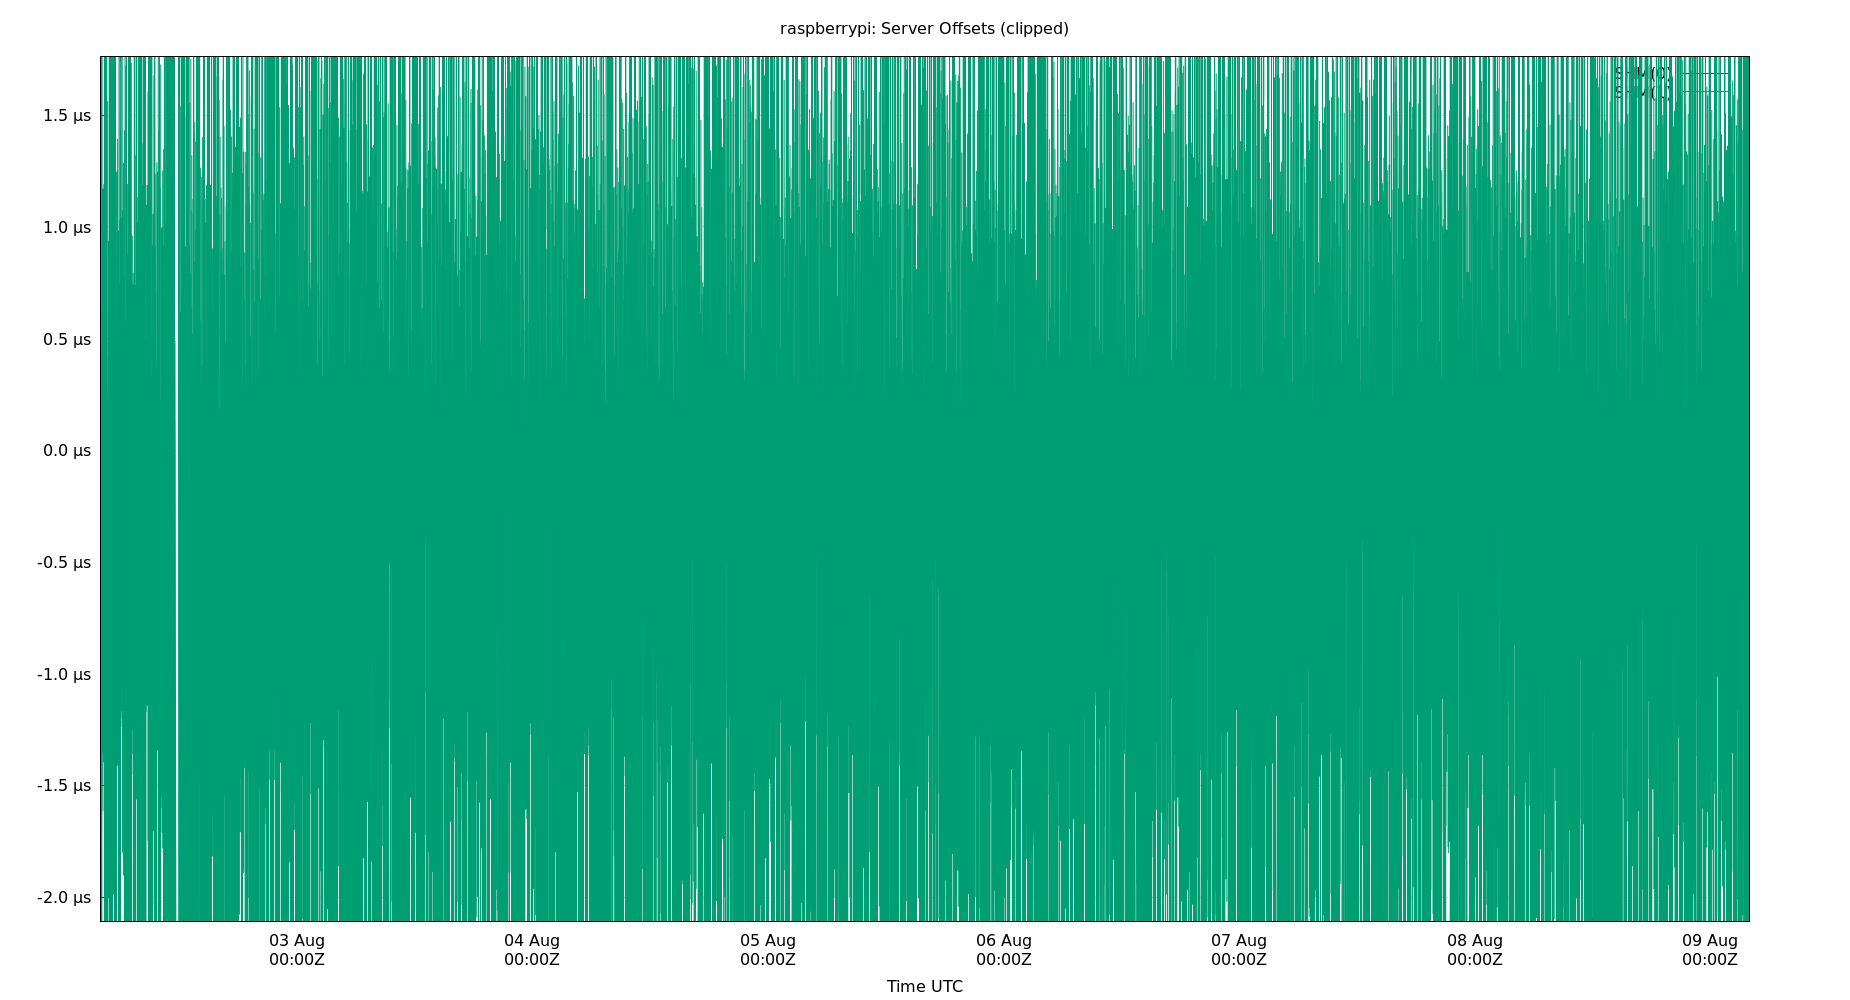 raspberrypi: Server Offsets (clipped)
SHM(0)
1.5 µs
1.0 µs
0.5 µs
0.0 µs
-0.5 µs
-1.0 µs
-1.5 µs
-2.0 µs
03 Aug 04 Aug 05 Aug 06 Aug 07 Aug 08 Aug 09 Aug
00:00Z 00:00Z 00:00Z 00:00Z 00:00Z 00:00Z 00:00Z
Time UTC